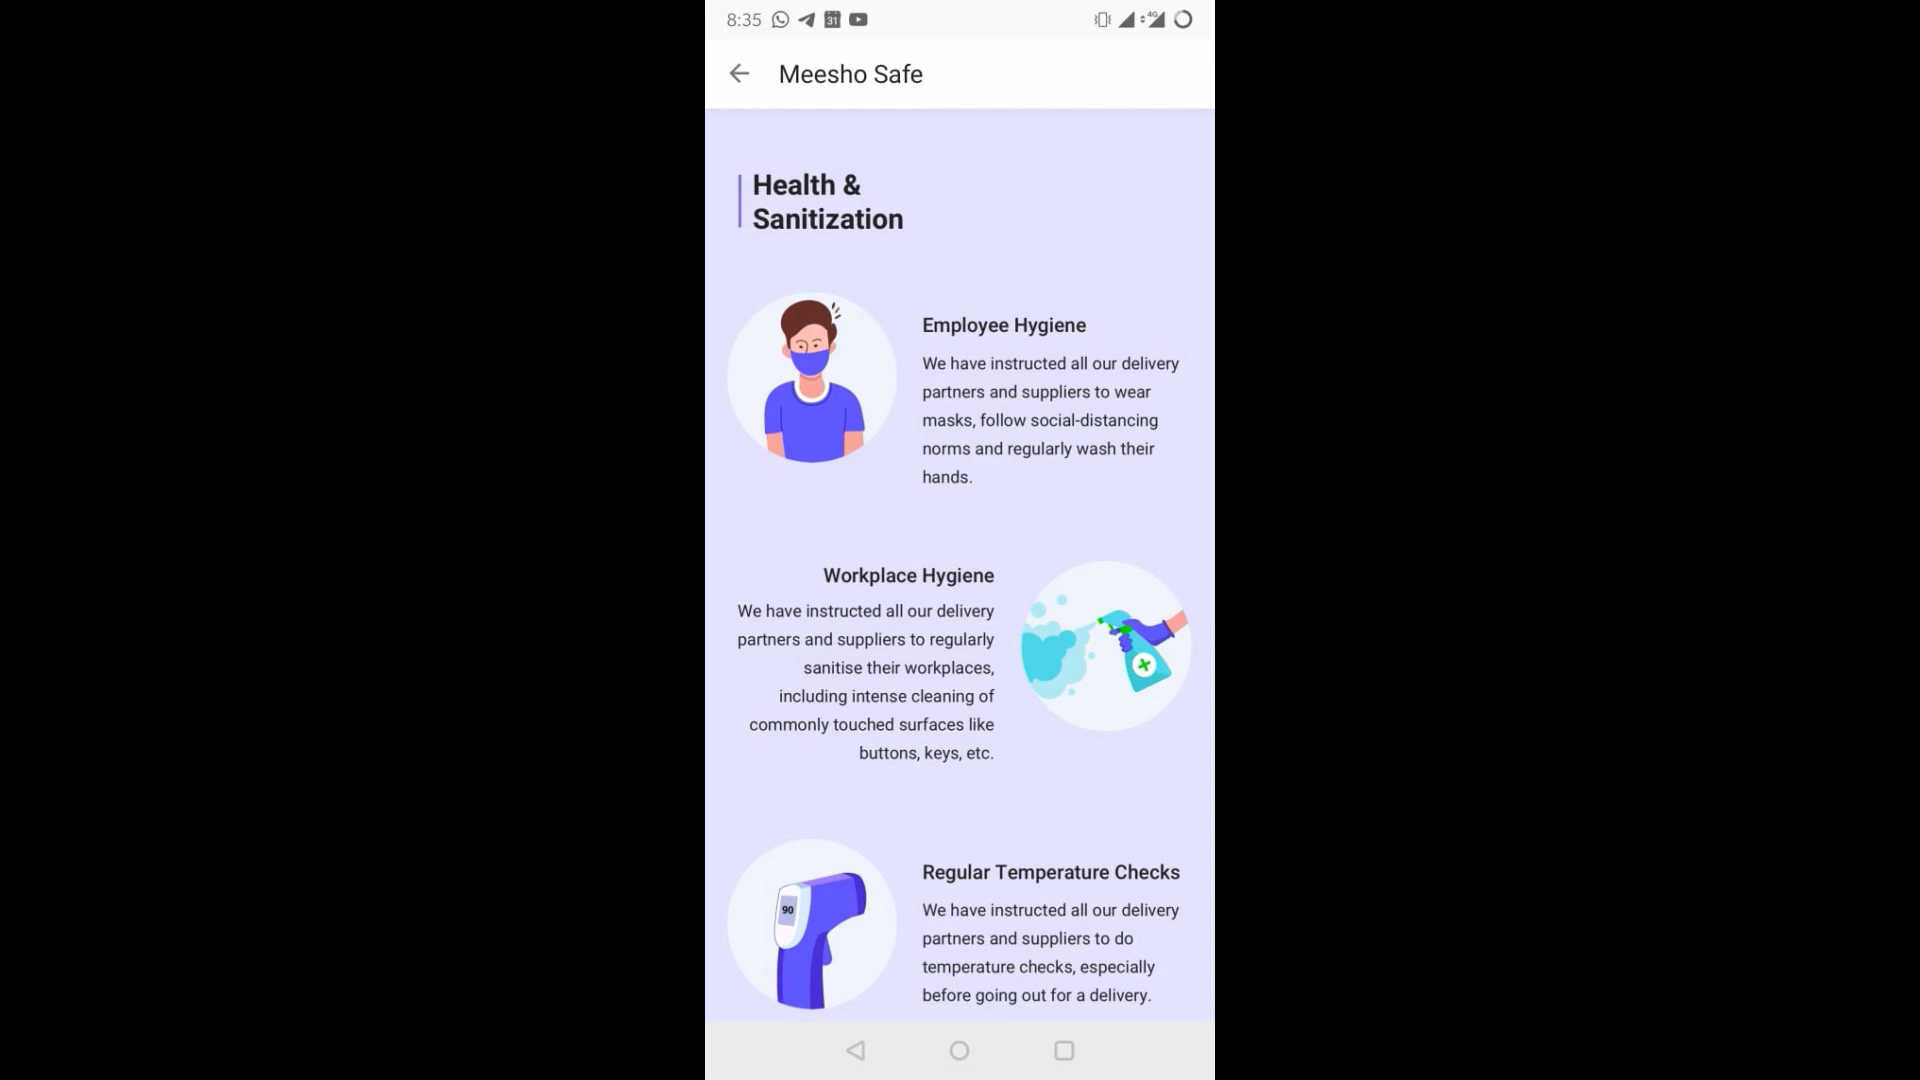 8:35
31
4G
Meesho Safe
Health &
Sanitization
Employee Hygiene
We have instructed all our delivery
partners and suppliers to wear
masks, follow social-distancing
norms and regularly wash their
hands.
Workplace Hygiene
We have instructed all our delivery
partners and suppliers to regularly
sanitise their workplaces,
including intense cleaning of
commonly touched surfaces like
buttons, keys, etc.
90
Regular Temperature Checks
We have instructed all our delivery
partners and suppliers to do
temperature checks, especially
before going out for a delivery.